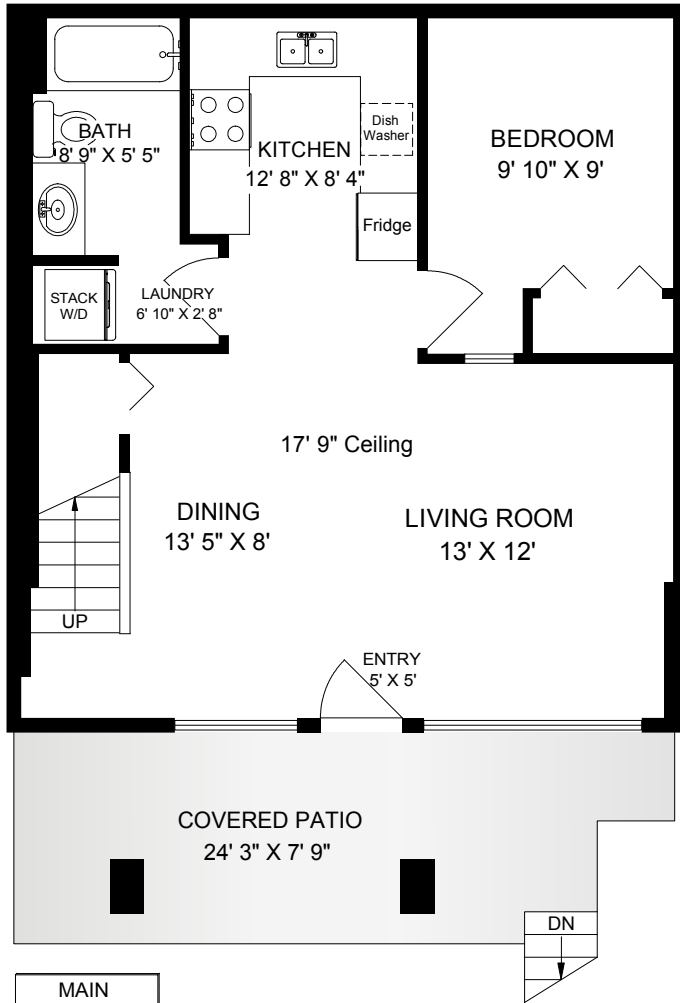 BATH
8' 9" X 5' 5"
KITCHEN
12' 8" X 8' 4"
Dish
Washer
Fridge
BEDROOM
9' 10" X 9'
STACK
W/D
LAUNDRY
6' 10" X 2' 8"
17' 9" Ceiling
DINING
13' 5" X 8'
LIVING ROOM
13' X 12'
UP
ENTRY
5' X 5'
COVERED PATIO
24' 3" X 7' 9"
DN
MAIN